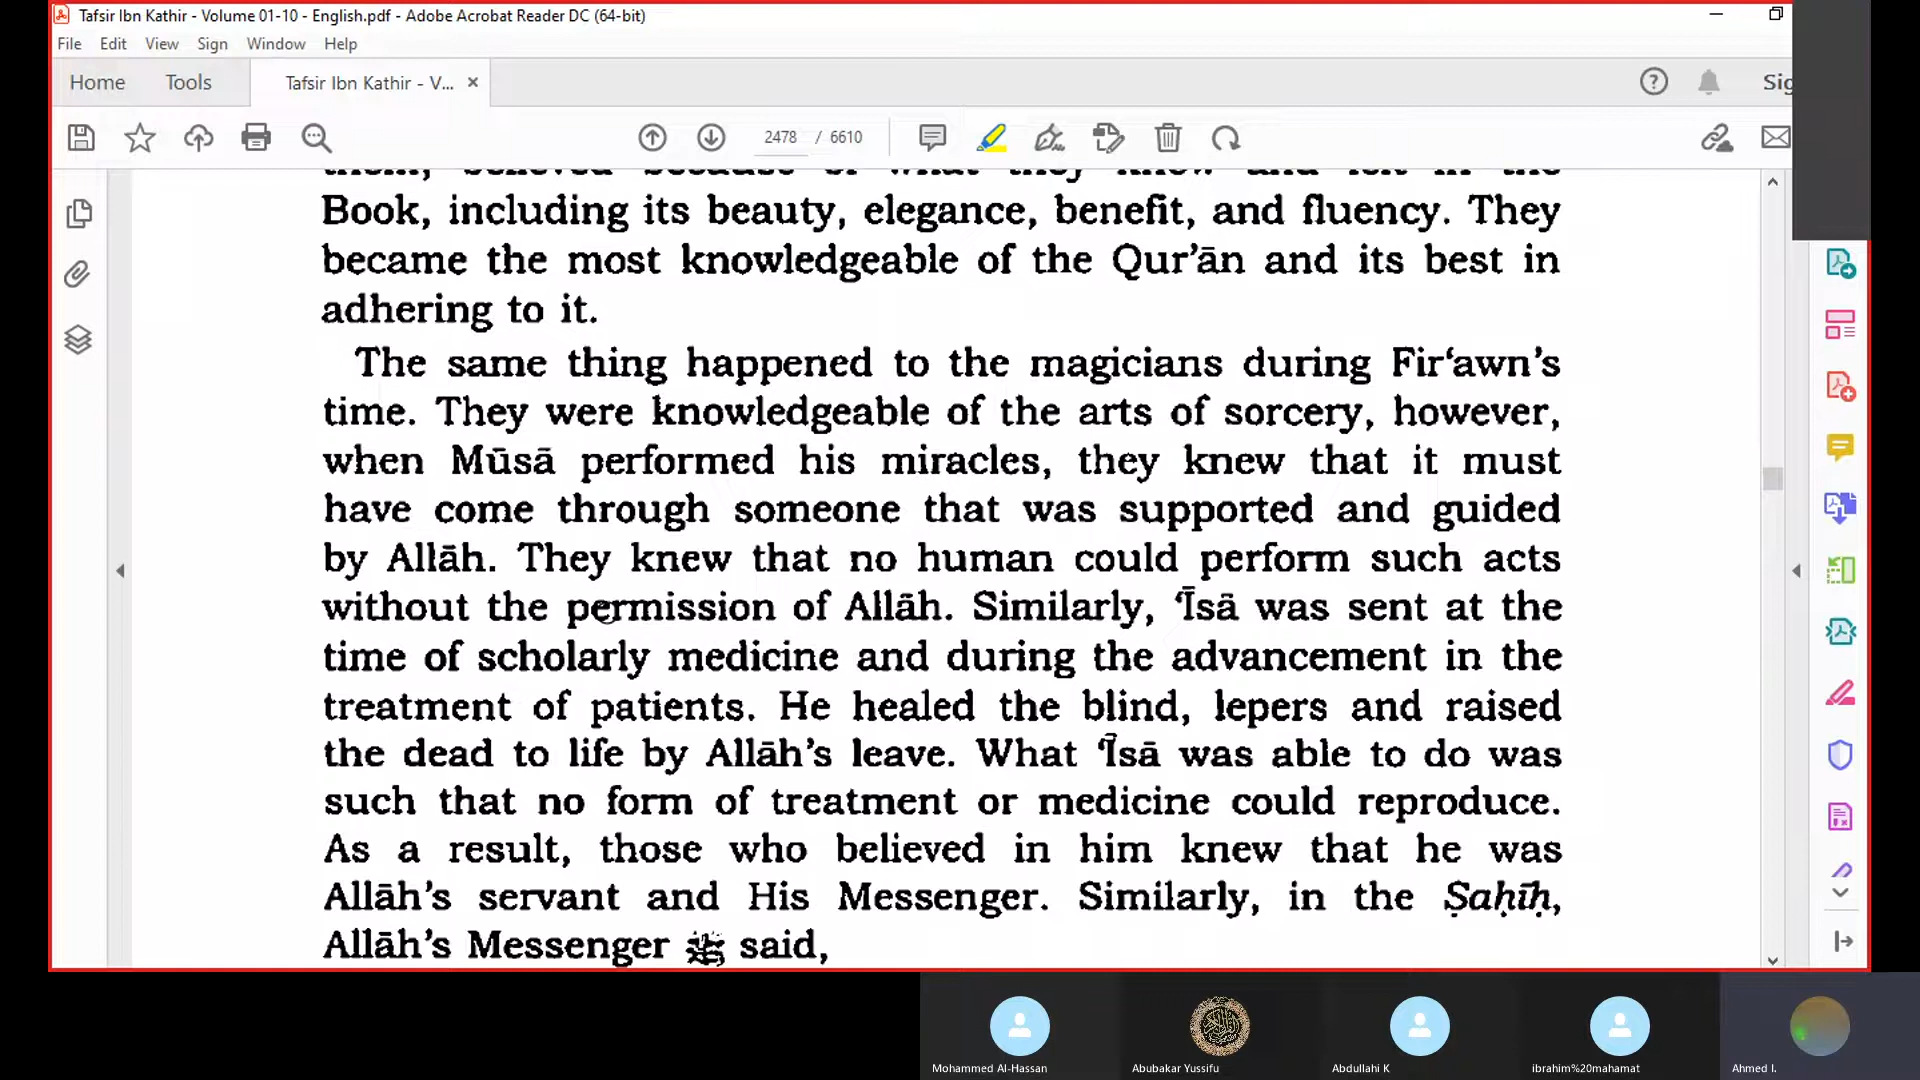 Tafsir Ibn Kathir - Volume 01-10 - English.pdf - Adobe Acrobat Reader DC (64-bit)
File Edit View Sign Window Help
Home Tools Tafsir Ibn Kathir - V... ×
2478 / 6610
Book, including its beauty, elegance, benefit, and fluency. They
became the most knowledgeable of the Qur’ān and its best in
adhering to it.
The same thing happened to the magicians during Fir‘awn’s
time. They were knowledgeable of the arts of sorcery, however,
when Mūsā performed his miracles, they knew that it must
have come through someone that was supported and guided
by Allāh. They knew that no human could perform such acts
without the permission of Allāh. Similarly, ‘Īsā was sent at the
time of scholarly medicine and during the advancement in the
treatment of patients. He healed the blind, lepers and raised
the dead to life by Allāh’s leave. What ‘Īsā was able to do was
such that no form of treatment or medicine could reproduce.
As a result, those who believed in him knew that he was
Allāh’s servant and His Messenger. Similarly, in the Ṣaḥīḥ,
Allāh’s Messenger ﷺ said,
Mohammed Al-Hassan Abubakar Yussifu Abdullahi K ibrahim%20mahamat Ahmed I.